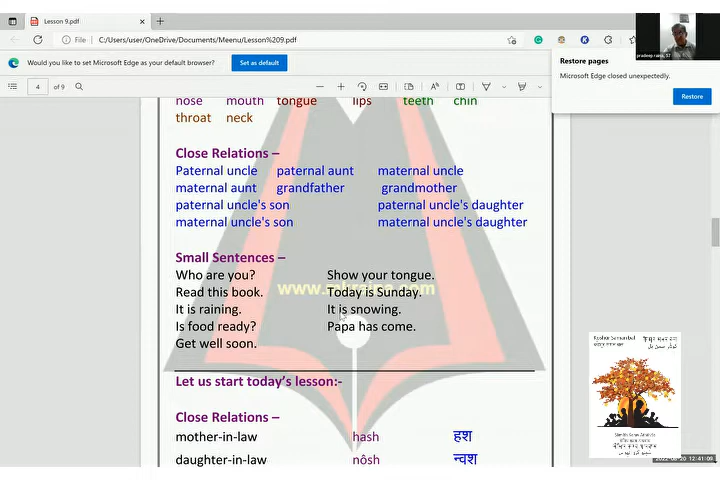 Lesson 9.pdf
File C:/Users/user/OneDrive/Documents/Meenu/Lesson%209.pdf
Would you like to set Microsoft Edge as your default browser? Set as default
4 of 9
Restore pages
Microsoft Edge closed unexpectedly.
Restore
nose mouth tongue lips teeth chin
throat neck
Close Relations –
Paternal uncle paternal aunt maternal uncle
maternal aunt grandfather grandmother
paternal uncle's son paternal uncle's daughter
maternal uncle's son maternal uncle's daughter
Small Sentences –
Who are you? Show your tongue.
Read this book. Today is Sunday.
It is raining. It is snowing.
Is food ready? Papa has come.
Get well soon.
Let us start today's lesson:-
Close Relations –
mother-in-law hash हश
daughter-in-law nôsh न्वश
Koshur Samanbal
12:41:09